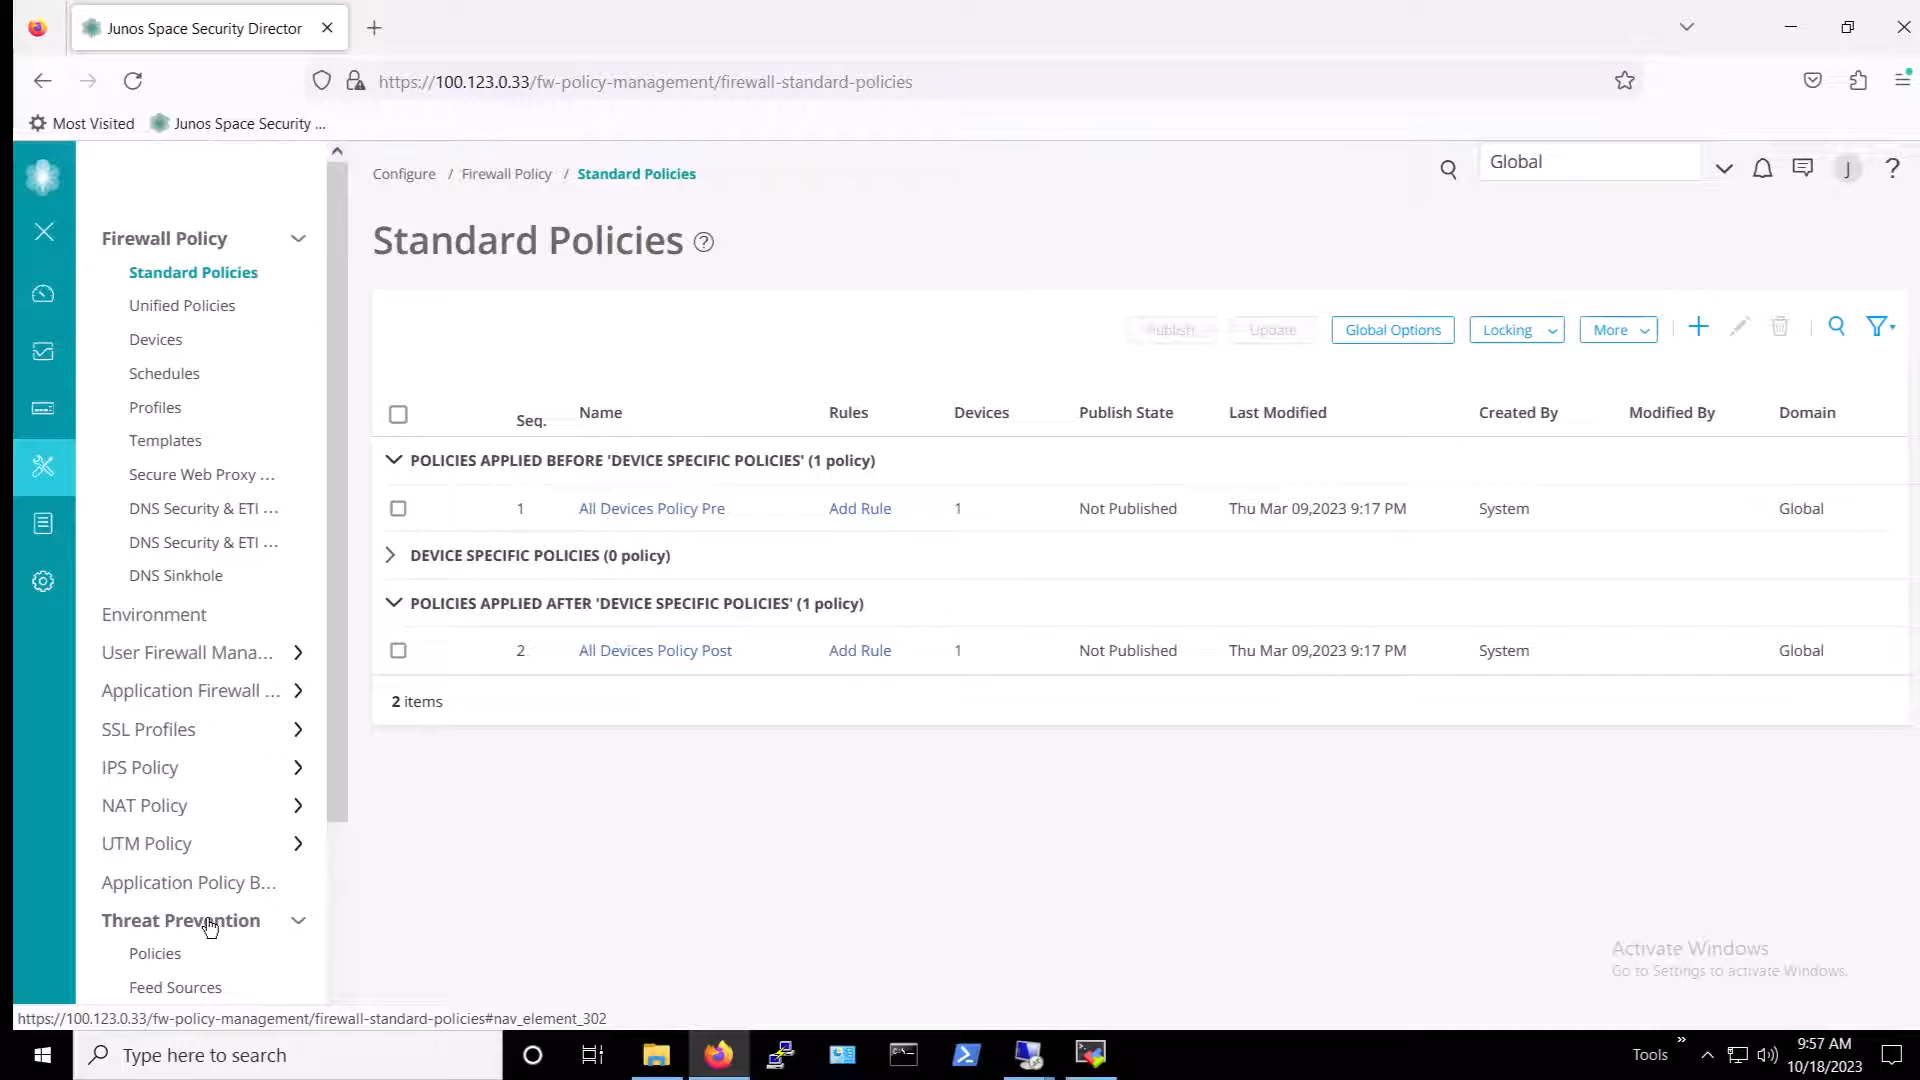 Junos Space Security Director
https://100.123.0.33/fw-policy-management/firewall-standard-policies
Most Visited
Junos Space Security ...
Configure / Firewall Policy / Standard Policies
Global
J
Firewall Policy
Standard Policies
Unified Policies
Devices
Schedules
Profiles
Templates
Secure Web Proxy ...
DNS Security & ETI ...
DNS Security & ETI ...
DNS Sinkhole
Environment
User Firewall Mana...
Application Firewall ...
SSL Profiles
IPS Policy
NAT Policy
UTM Policy
Application Policy B...
Threat Prevention
Policies
Feed Sources
Standard Policies
Publish Update Global Options Locking More
Seq. Name Rules Devices Publish State Last Modified Created By Modified By Domain
POLICIES APPLIED BEFORE 'DEVICE SPECIFIC POLICIES' (1 policy)
1 All Devices Policy Pre Add Rule 1 Not Published Thu Mar 09,2023 9:17 PM System Global
DEVICE SPECIFIC POLICIES (0 policy)
POLICIES APPLIED AFTER 'DEVICE SPECIFIC POLICIES' (1 policy)
2 All Devices Policy Post Add Rule 1 Not Published Thu Mar 09,2023 9:17 PM System Global
2 items
Activate Windows
Go to Settings to activate Windows.
https://100.123.0.33/fw-policy-management/firewall-standard-policies#nav_element_302
Type here to search
Tools
9:57 AM
10/18/2023